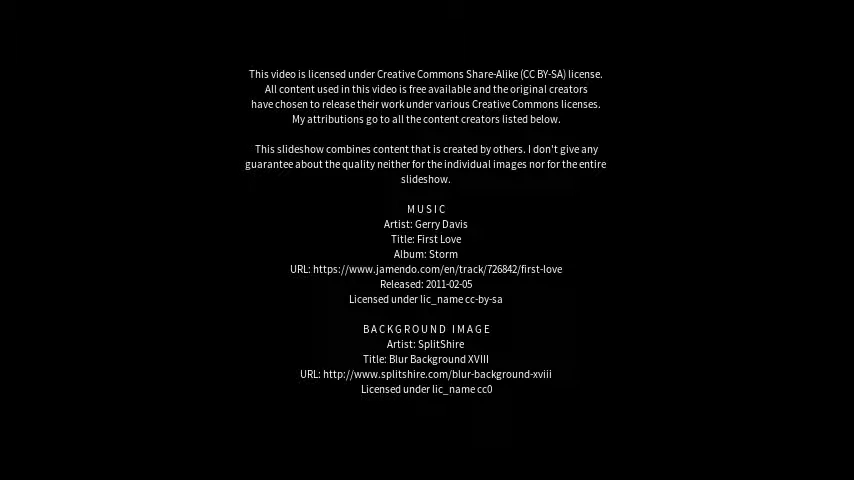 This video is licensed under Creative Commons Share-Alike (CC BY-SA) license.
All content used in this video is free available and the original creators
have chosen to release their work under various Creative Commons licenses.
My attributions go to all the content creators listed below.
This slideshow combines content that is created by others. I don't give any
guarantee about the quality neither for the individual images nor for the entire
slideshow.
MUSIC
Artist: Gerry Davis
Title: First Love
Album: Storm
URL: https://www.jamendo.com/en/track/726842/first-love
Released: 2011-02-05
Licensed under lic_name cc-by-sa
BACKGROUND IMAGE
Artist: SplitShire
Title: Blur Background XVIII
URL: http://www.splitshire.com/blur-background-xviii
Licensed under lic_name cc0